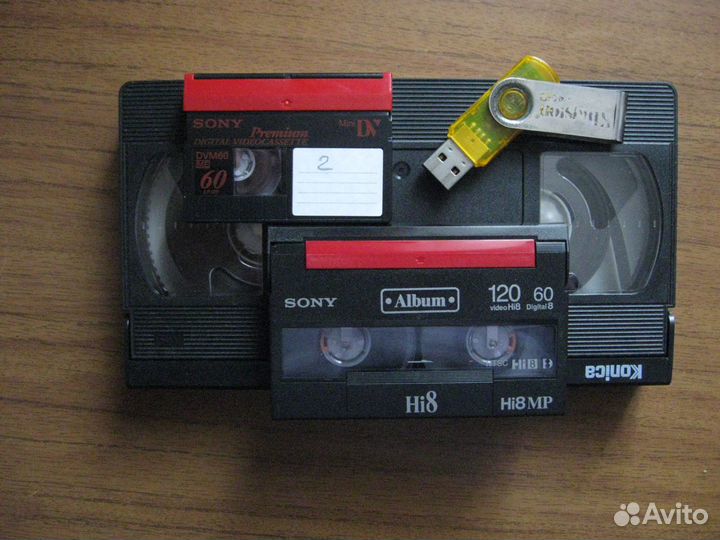 SONY
Premium
Mini DV
DIGITAL VIDEOCASSETTE
DVM60
60
2
SONY
Album
120
video Hi8
60
Digital 8
Hi8
Hi8
Hi8 MP
Konica
Avito